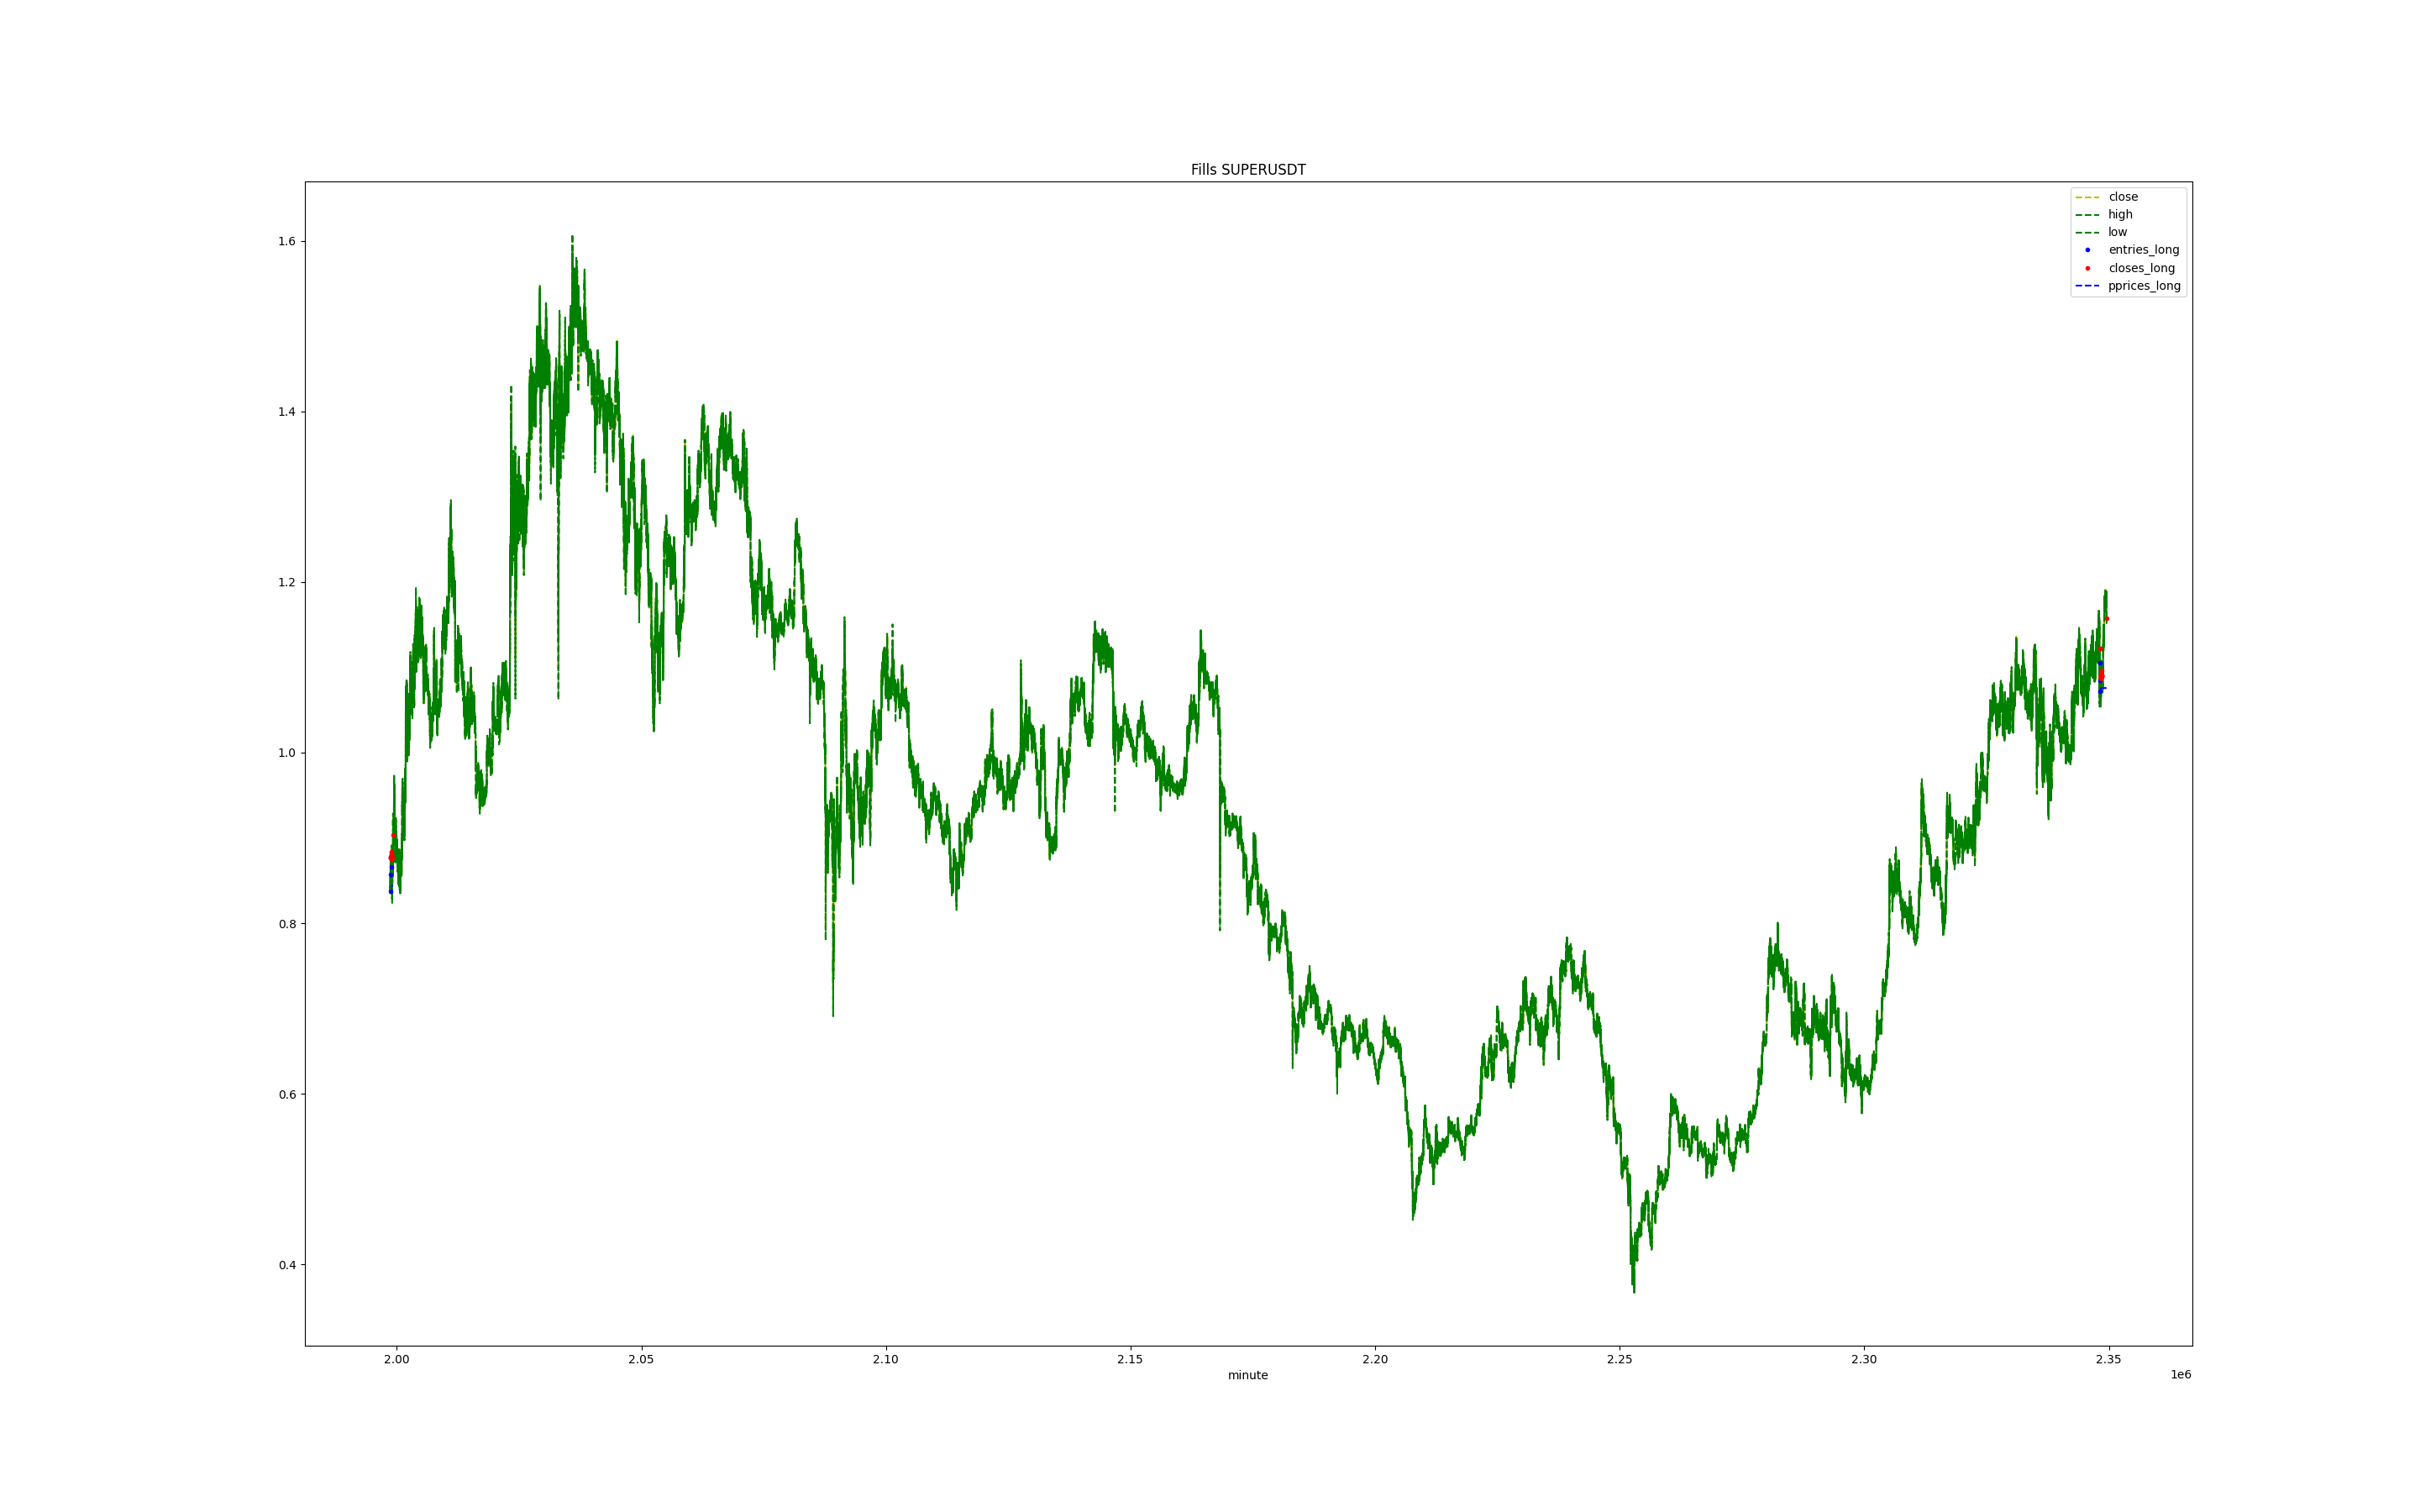 Fills SUPERUSDT
close
high
low
entries_long
closes_long
pprices_long
1.6
1.4
1.2
1.0
0.8
0.6
0.4
2.00 2.05 2.10 2.15 2.20 2.25 2.30 2.35
minute
1e6